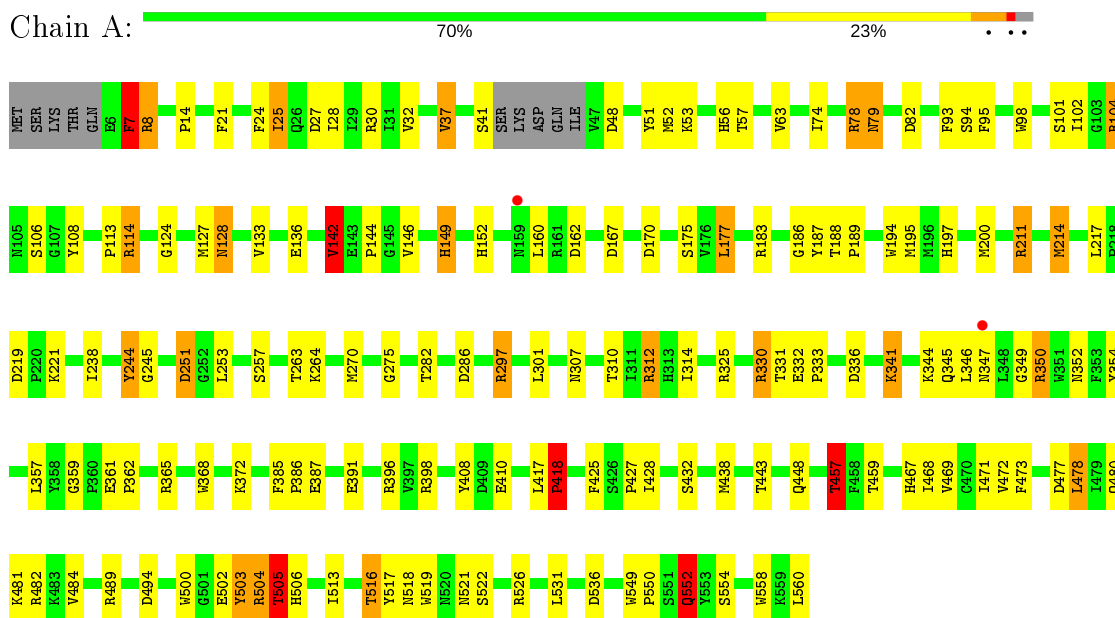 Chain A:
70% 23%
MET SER LYS THR GLN E6 F7 R8 P14 F21 F24 I25 Q26 D27 I28 I29 R30 I31 V32 V37 S41 SER LYS ASP GLN ILE V47 D48 Y51 M52 K53 H56 T57 V63 I74 R78 N79 D82 F93 S94 F95 W98 S101 I102 G103 R104
N105 S106 G107 Y108 P113 R114 G124 M127 N128 V133 E136 V142 E143 P144 G145 V146 H149 H152 N159 L160 R161 D162 D167 D170 S175 V176 L177 R183 G186 Y187 T188 P189 W194 M195 M196 H197 M200 R211 M214 L217 P218
D219 P220 K221 I238 Y244 G245 D251 G252 L253 S257 T263 K264 M270 G275 T282 D286 R297 L301 N307 T310 I311 R312 H313 I314 R325 R330 T331 E332 P333 D336 K341 K344 Q345 L346 N347 L348 G349 R350 W351 N352 F353 Y354
L357 Y358 G359 P360 E361 P362 R365 W368 K372 F385 P386 E387 E391 R396 V397 R398 Y408 D409 E410 L417 P418 F425 S426 P427 I428 S432 M438 T443 Q448 T457 F458 T459 H467 I468 V469 C470 I471 V472 F473 D477 L478 I479 P480
K481 R482 K483 V484 R489 D494 W500 G501 E502 Y503 R504 T505 H506 I513 T516 Y517 N518 W519 N520 N521 S522 R526 L531 D536 W549 P550 S551 Q552 Y553 S554 W558 K559 L560